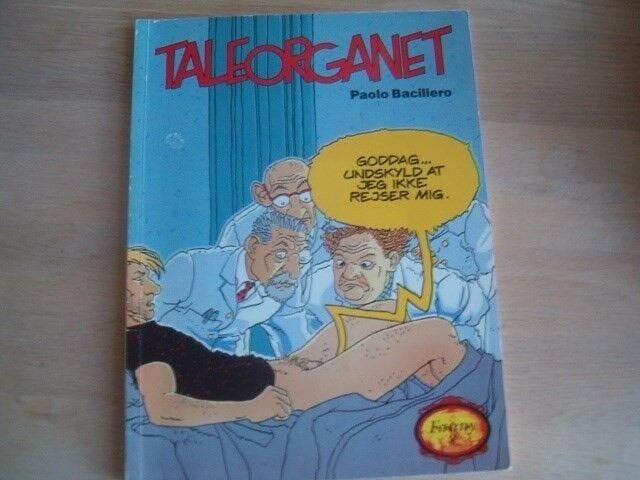 TALEORGANET
Paolo Baciliero
GODDAG...
UNDSKYLD AT
JEG IKKE
REJSER MIG.